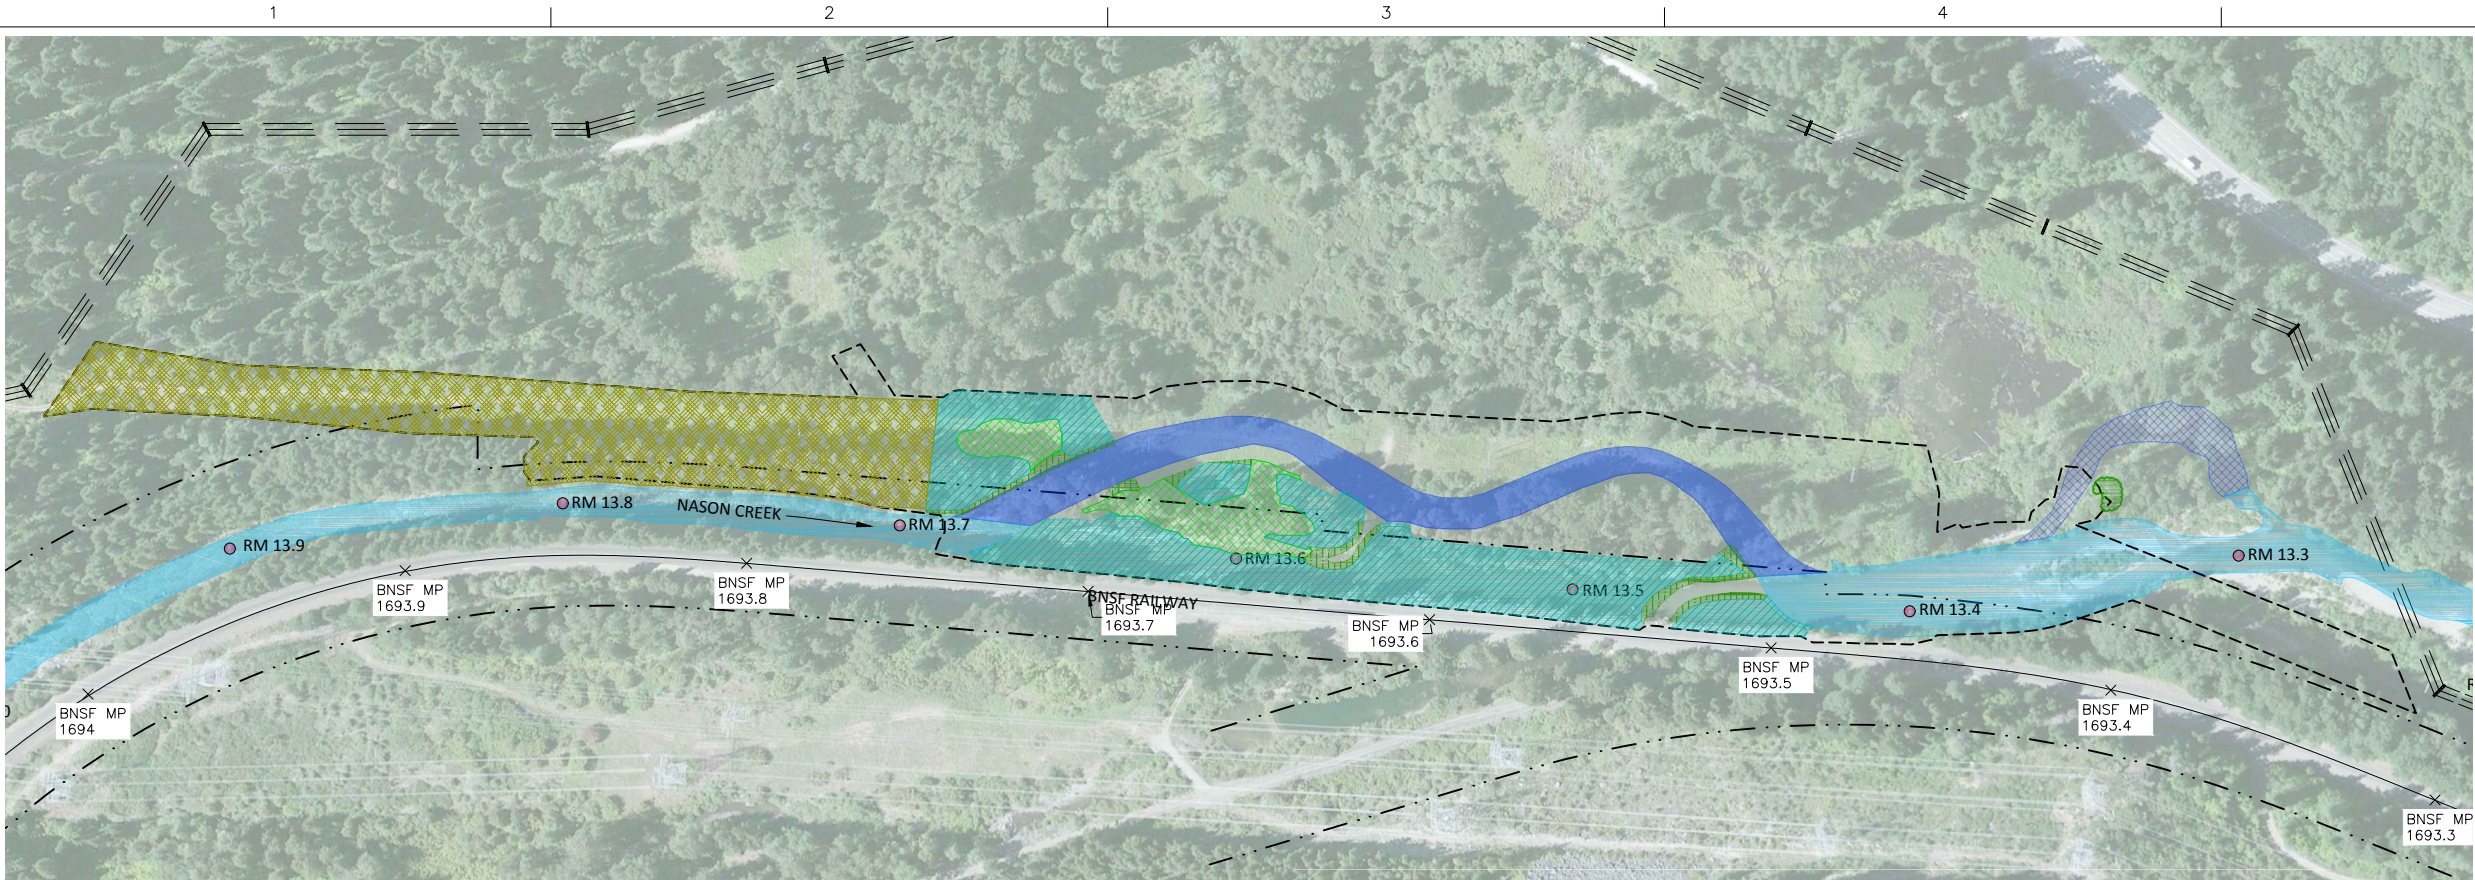 1
2
3
4
RM 13.8
NASON CREEK
RM 13.7
RM 13.9
RM 13.6
RM 13.5
RM 13.4
RM 13.3
BNSF MP
1693.9
BNSF MP
1693.8
BNSF RAILWAY
BNSF MP
1693.7
BNSF MP
1693.6
BNSF MP
1693.5
BNSF MP
1694
BNSF MP
1693.4
BNSF MP
1693.3